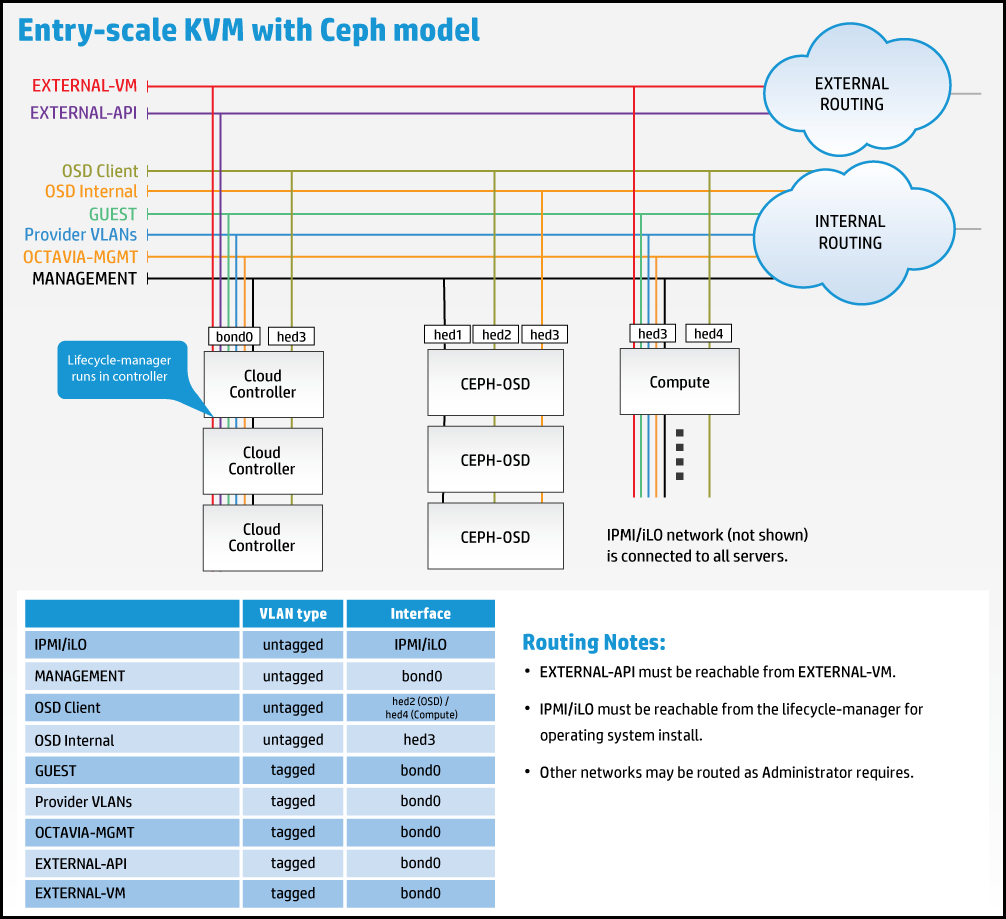 Entry-scale KVM with Ceph model
EXTERNAL-VM
EXTERNAL-API
EXTERNAL
ROUTING
OSD Client
OSD Internal
GUEST
Provider VLANs
OCTAVIA-MGMT
MANAGEMENT
INTERNAL
ROUTING
bond0
hed3
hed1
hed2
hed3
hed3
hed4
Lifecycle-manager
runs in controller
Cloud
Controller
CEPH-OSD
Compute
Cloud
Controller
CEPH-OSD
Cloud
Controller
CEPH-OSD
IPMI/iLO network (not shown)
is connected to all servers.
VLAN type Interface
IPMI/iLO untagged IPMI/iLO
MANAGEMENT untagged bond0
OSD Client untagged hed2 (OSD) /
hed4 (Compute)
OSD Internal untagged hed3
GUEST tagged bond0
Provider VLANs tagged bond0
OCTAVIA-MGMT tagged bond0
EXTERNAL-API tagged bond0
EXTERNAL-VM tagged bond0
Routing Notes:
• EXTERNAL-API must be reachable from EXTERNAL-VM.
• IPMI/iLO must be reachable from the lifecycle-manager for
operating system install.
• Other networks may be routed as Administrator requires.